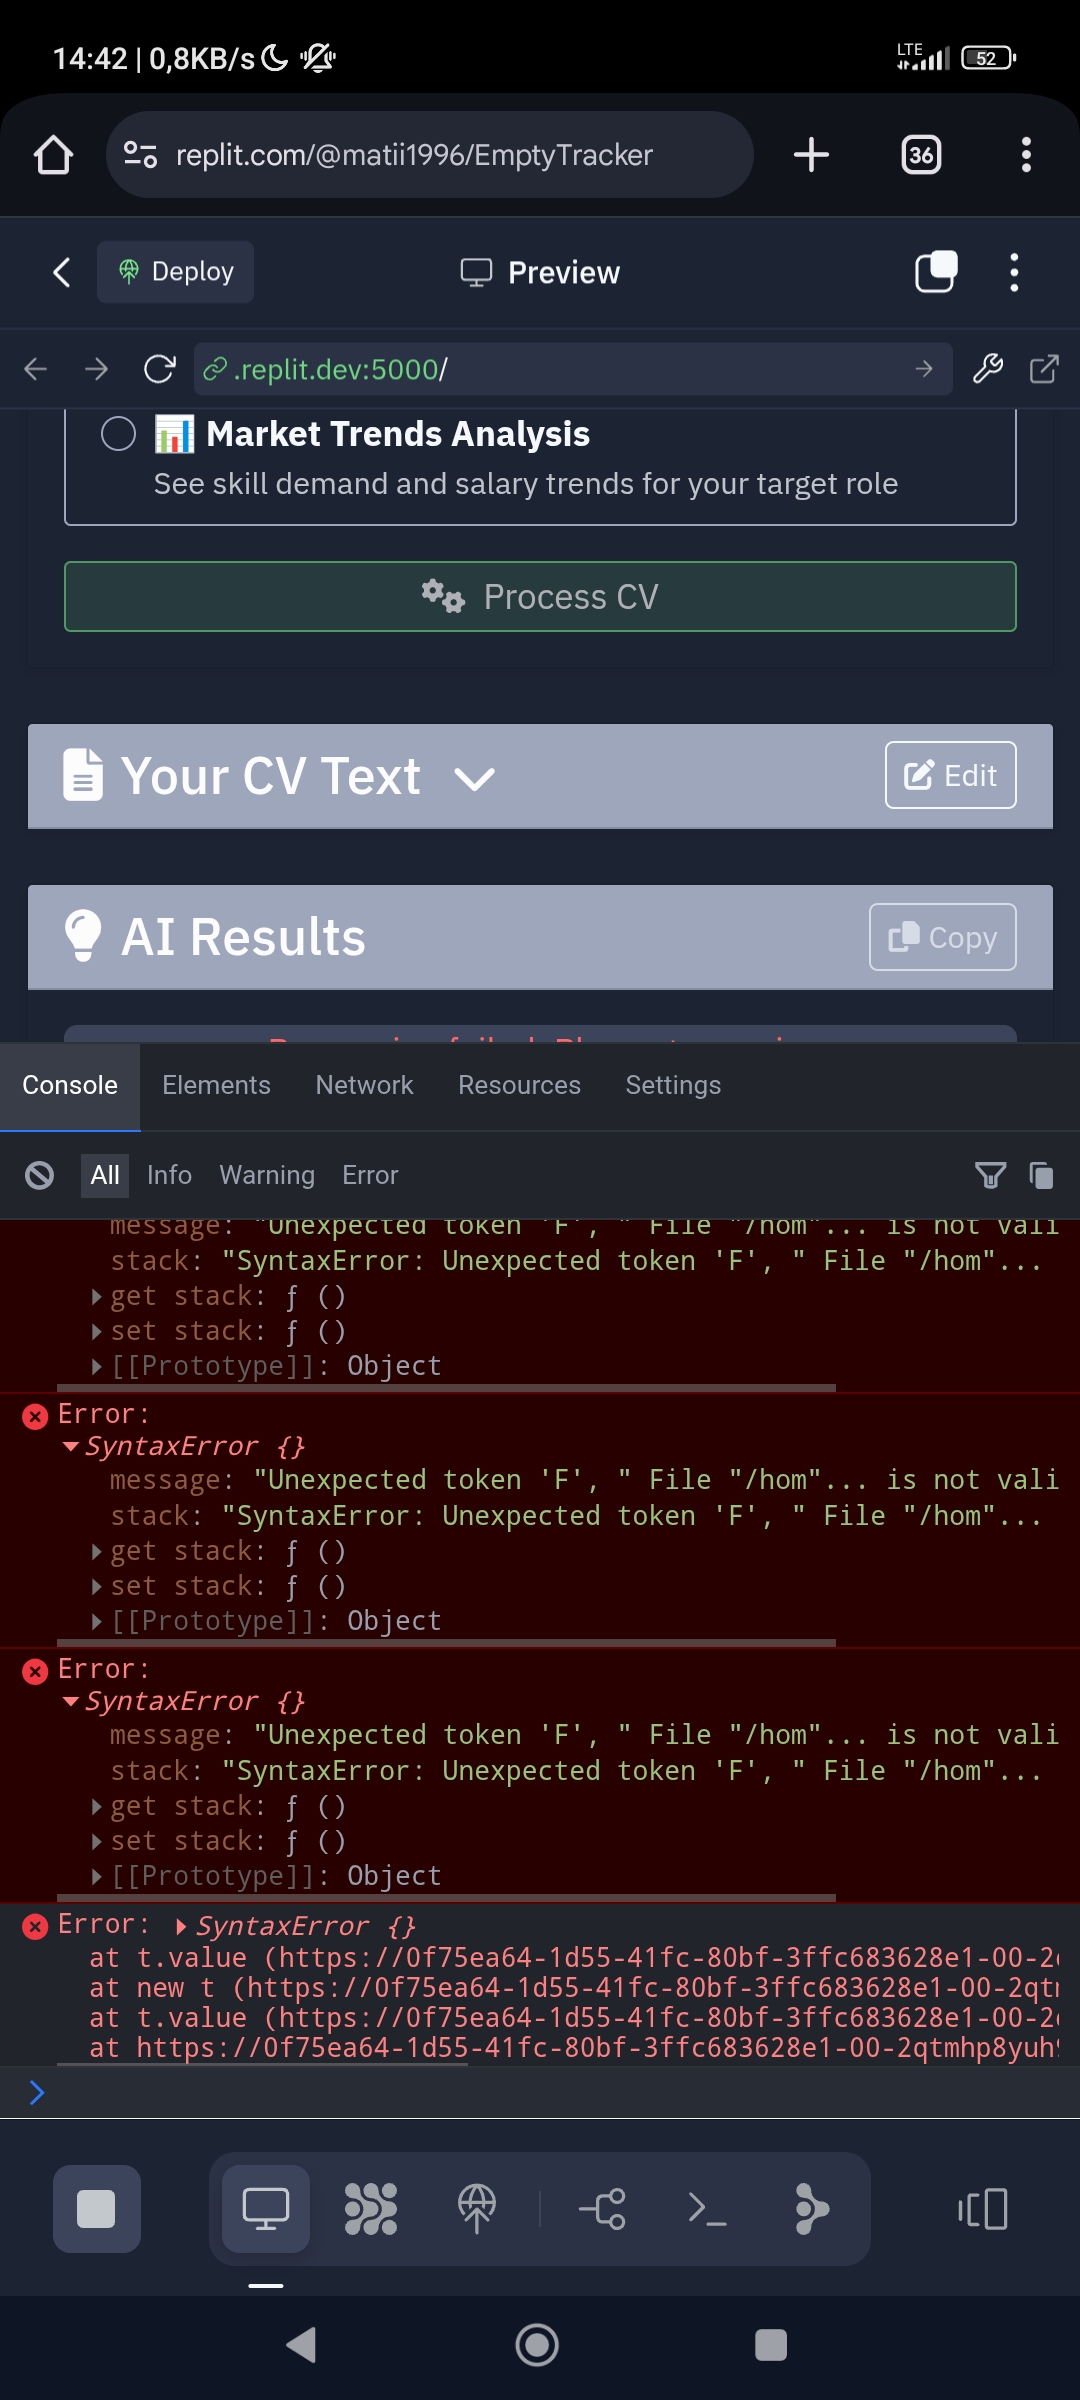 14:42 | 0,8KB/s
LTE
52
replit.com/@matii1996/EmptyTracker
36
Deploy
Preview
.replit.dev:5000/
Market Trends Analysis
See skill demand and salary trends for your target role
Process CV
Your CV Text
Edit
AI Results
Copy
Console Elements Network Resources Settings
All Info Warning Error
message: "Unexpected token 'F', " File "/hom"... is not vali
stack: "SyntaxError: Unexpected token 'F', " File "/hom"...
get stack: ƒ ()
set stack: ƒ ()
[[Prototype]]: Object
Error:
SyntaxError {}
message: "Unexpected token 'F', " File "/hom"... is not vali
stack: "SyntaxError: Unexpected token 'F', " File "/hom"...
get stack: ƒ ()
set stack: ƒ ()
[[Prototype]]: Object
Error:
SyntaxError {}
message: "Unexpected token 'F', " File "/hom"... is not vali
stack: "SyntaxError: Unexpected token 'F', " File "/hom"...
get stack: ƒ ()
set stack: ƒ ()
[[Prototype]]: Object
Error: SyntaxError {}
at t.value (https://0f75ea64-1d55-41fc-80bf-3ffc683628e1-00-2
at new t (https://0f75ea64-1d55-41fc-80bf-3ffc683628e1-00-2qt
at t.value (https://0f75ea64-1d55-41fc-80bf-3ffc683628e1-00-2
at https://0f75ea64-1d55-41fc-80bf-3ffc683628e1-00-2qtmhp8yuh